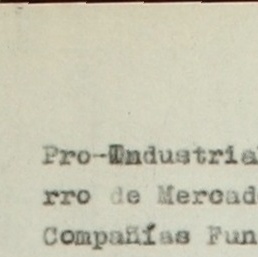 Pro-Industria
rro de Mercad
Compañías Fun